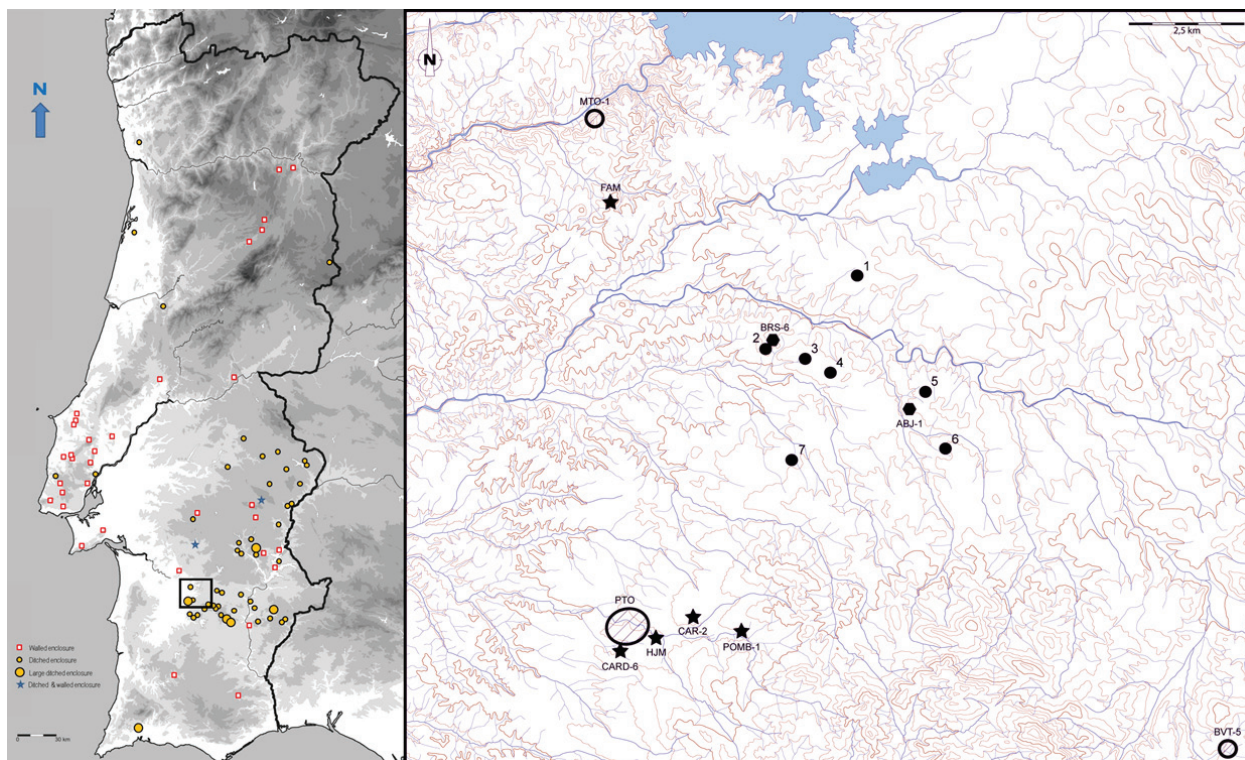 N
Walled enclosure
Ditched enclosure
Large ditched enclosure
Ditched & walled enclosure
0 30 km
N
2,5 km
MTO-1
FAM
1
BRS-6
2
3
4
5
ABJ-1
6
7
PTO
CAR-2
HJM
POMB-1
CARD-6
BVT-5